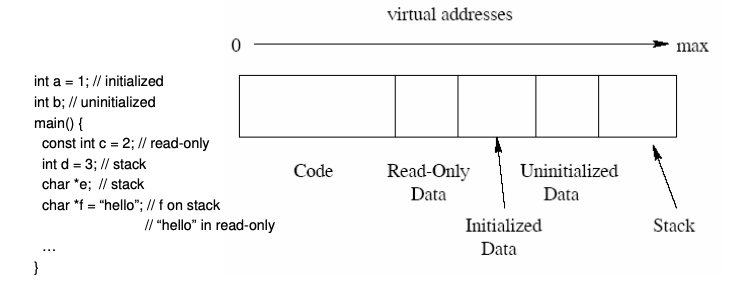 virtual addresses
0 max
int a = 1; // initialized
int b; // uninitialized
main() {
const int c = 2; // read-only
int d = 3; // stack
char *e; // stack
char *f = “hello”; // f on stack
// “hello” in read-only
…
}
Code
Read-Only
Data
Initialized
Data
Uninitialized
Data
Stack